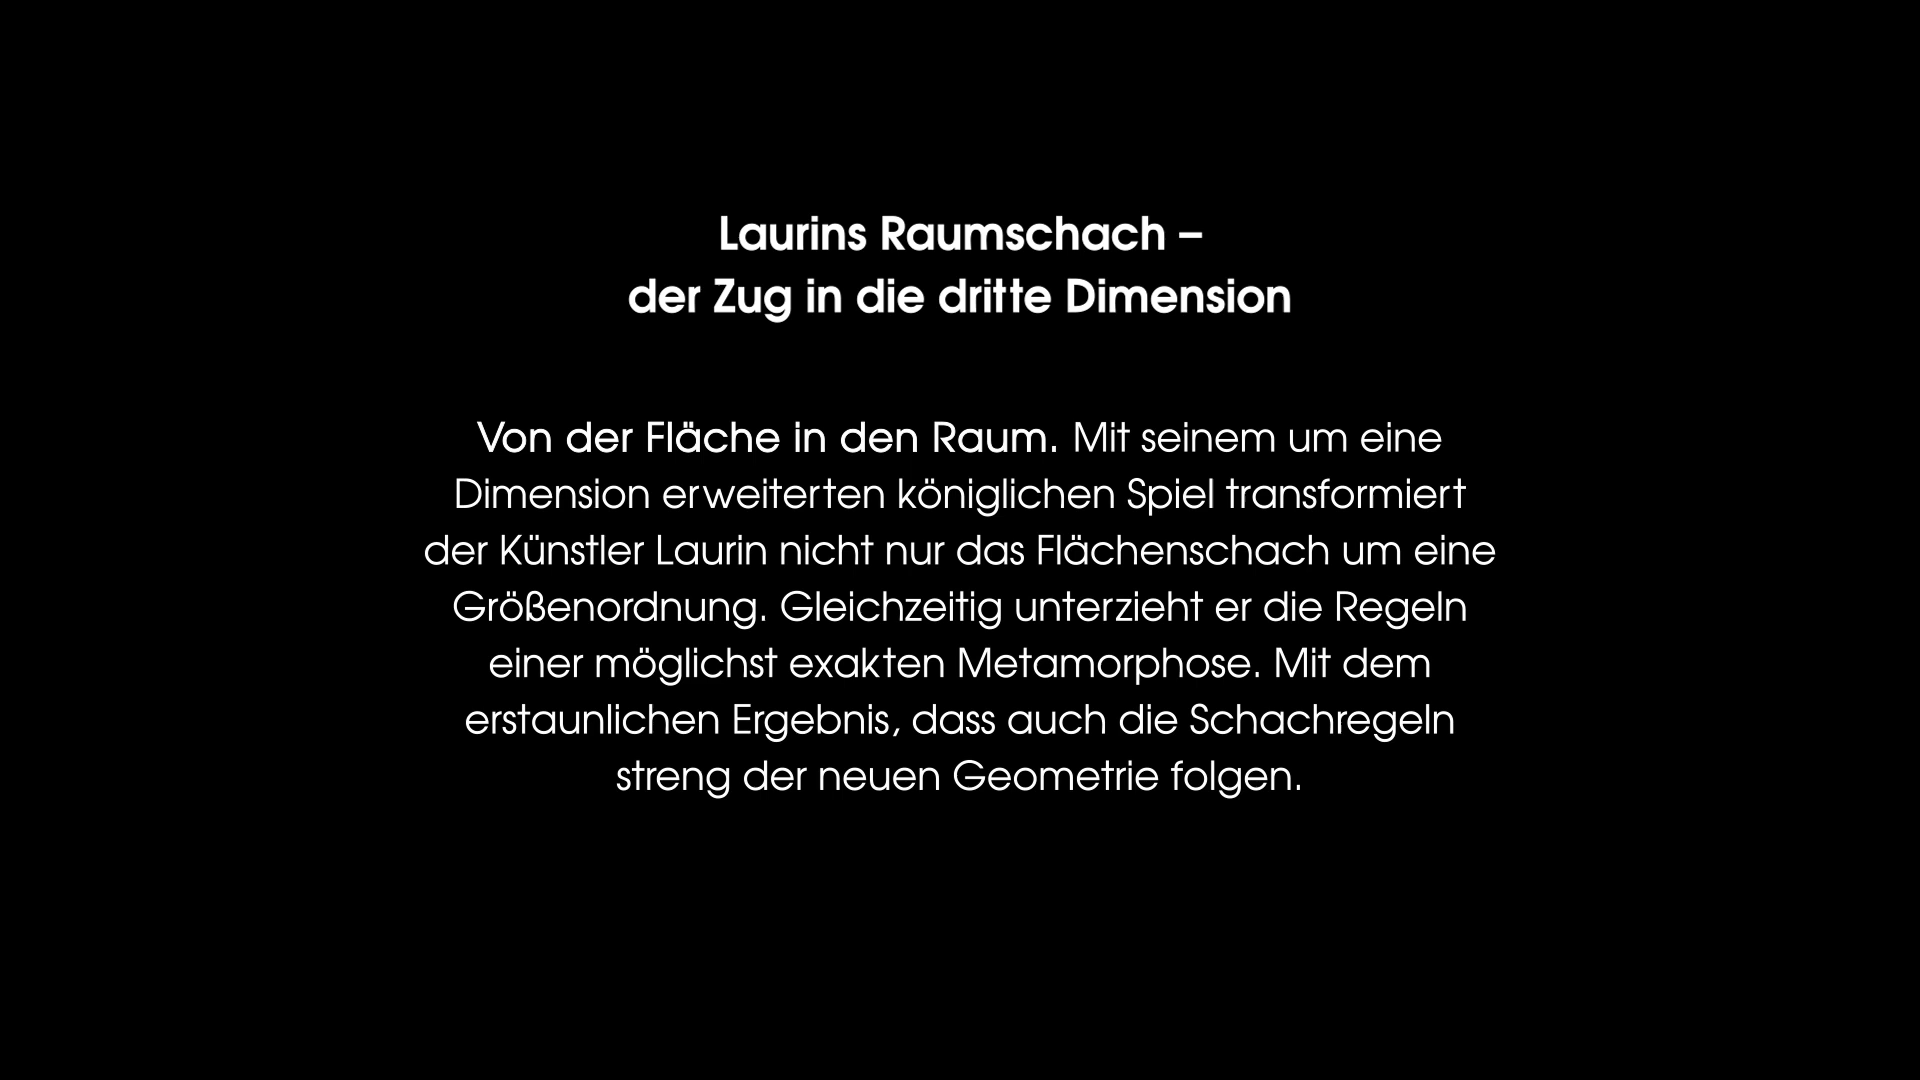 Laurins Raumschach –
der Zug in die dritte Dimension
Von der Fläche in den Raum. Mit seinem um eine
Dimension erweiterten königlichen Spiel transformiert
der Künstler Laurin nicht nur das Flächenschach um eine
Größenordnung. Gleichzeitig unterzieht er die Regeln
einer möglichst exakten Metamorphose. Mit dem
erstaunlichen Ergebnis, dass auch die Schachregeln
streng der neuen Geometrie folgen.